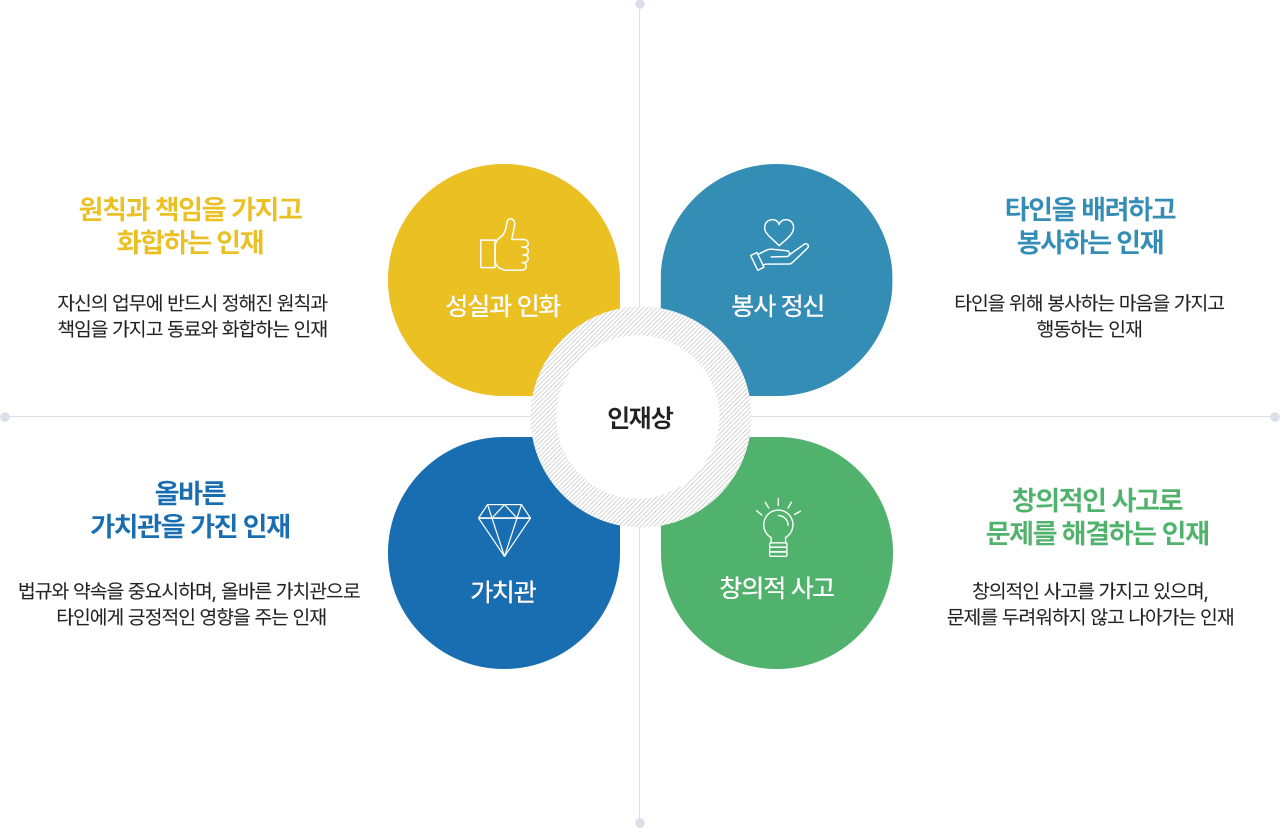 원칙과 책임을 가지고
화합하는 인재
자신의 업무에 반드시 정해진 원칙과
책임을 가지고 동료와 화합하는 인재
성실과 인화
봉사 정신
타인을 배려하고
봉사하는 인재
타인을 위해 봉사하는 마음을 가지고
행동하는 인재
인재상
올바른
가치관을 가진 인재
법규와 약속을 중요시하며, 올바른 가치관으로
타인에게 긍정적인 영향을 주는 인재
가치관
창의적 사고
창의적인 사고로
문제를 해결하는 인재
창의적인 사고를 가지고 있으며,
문제를 두려워하지 않고 나아가는 인재